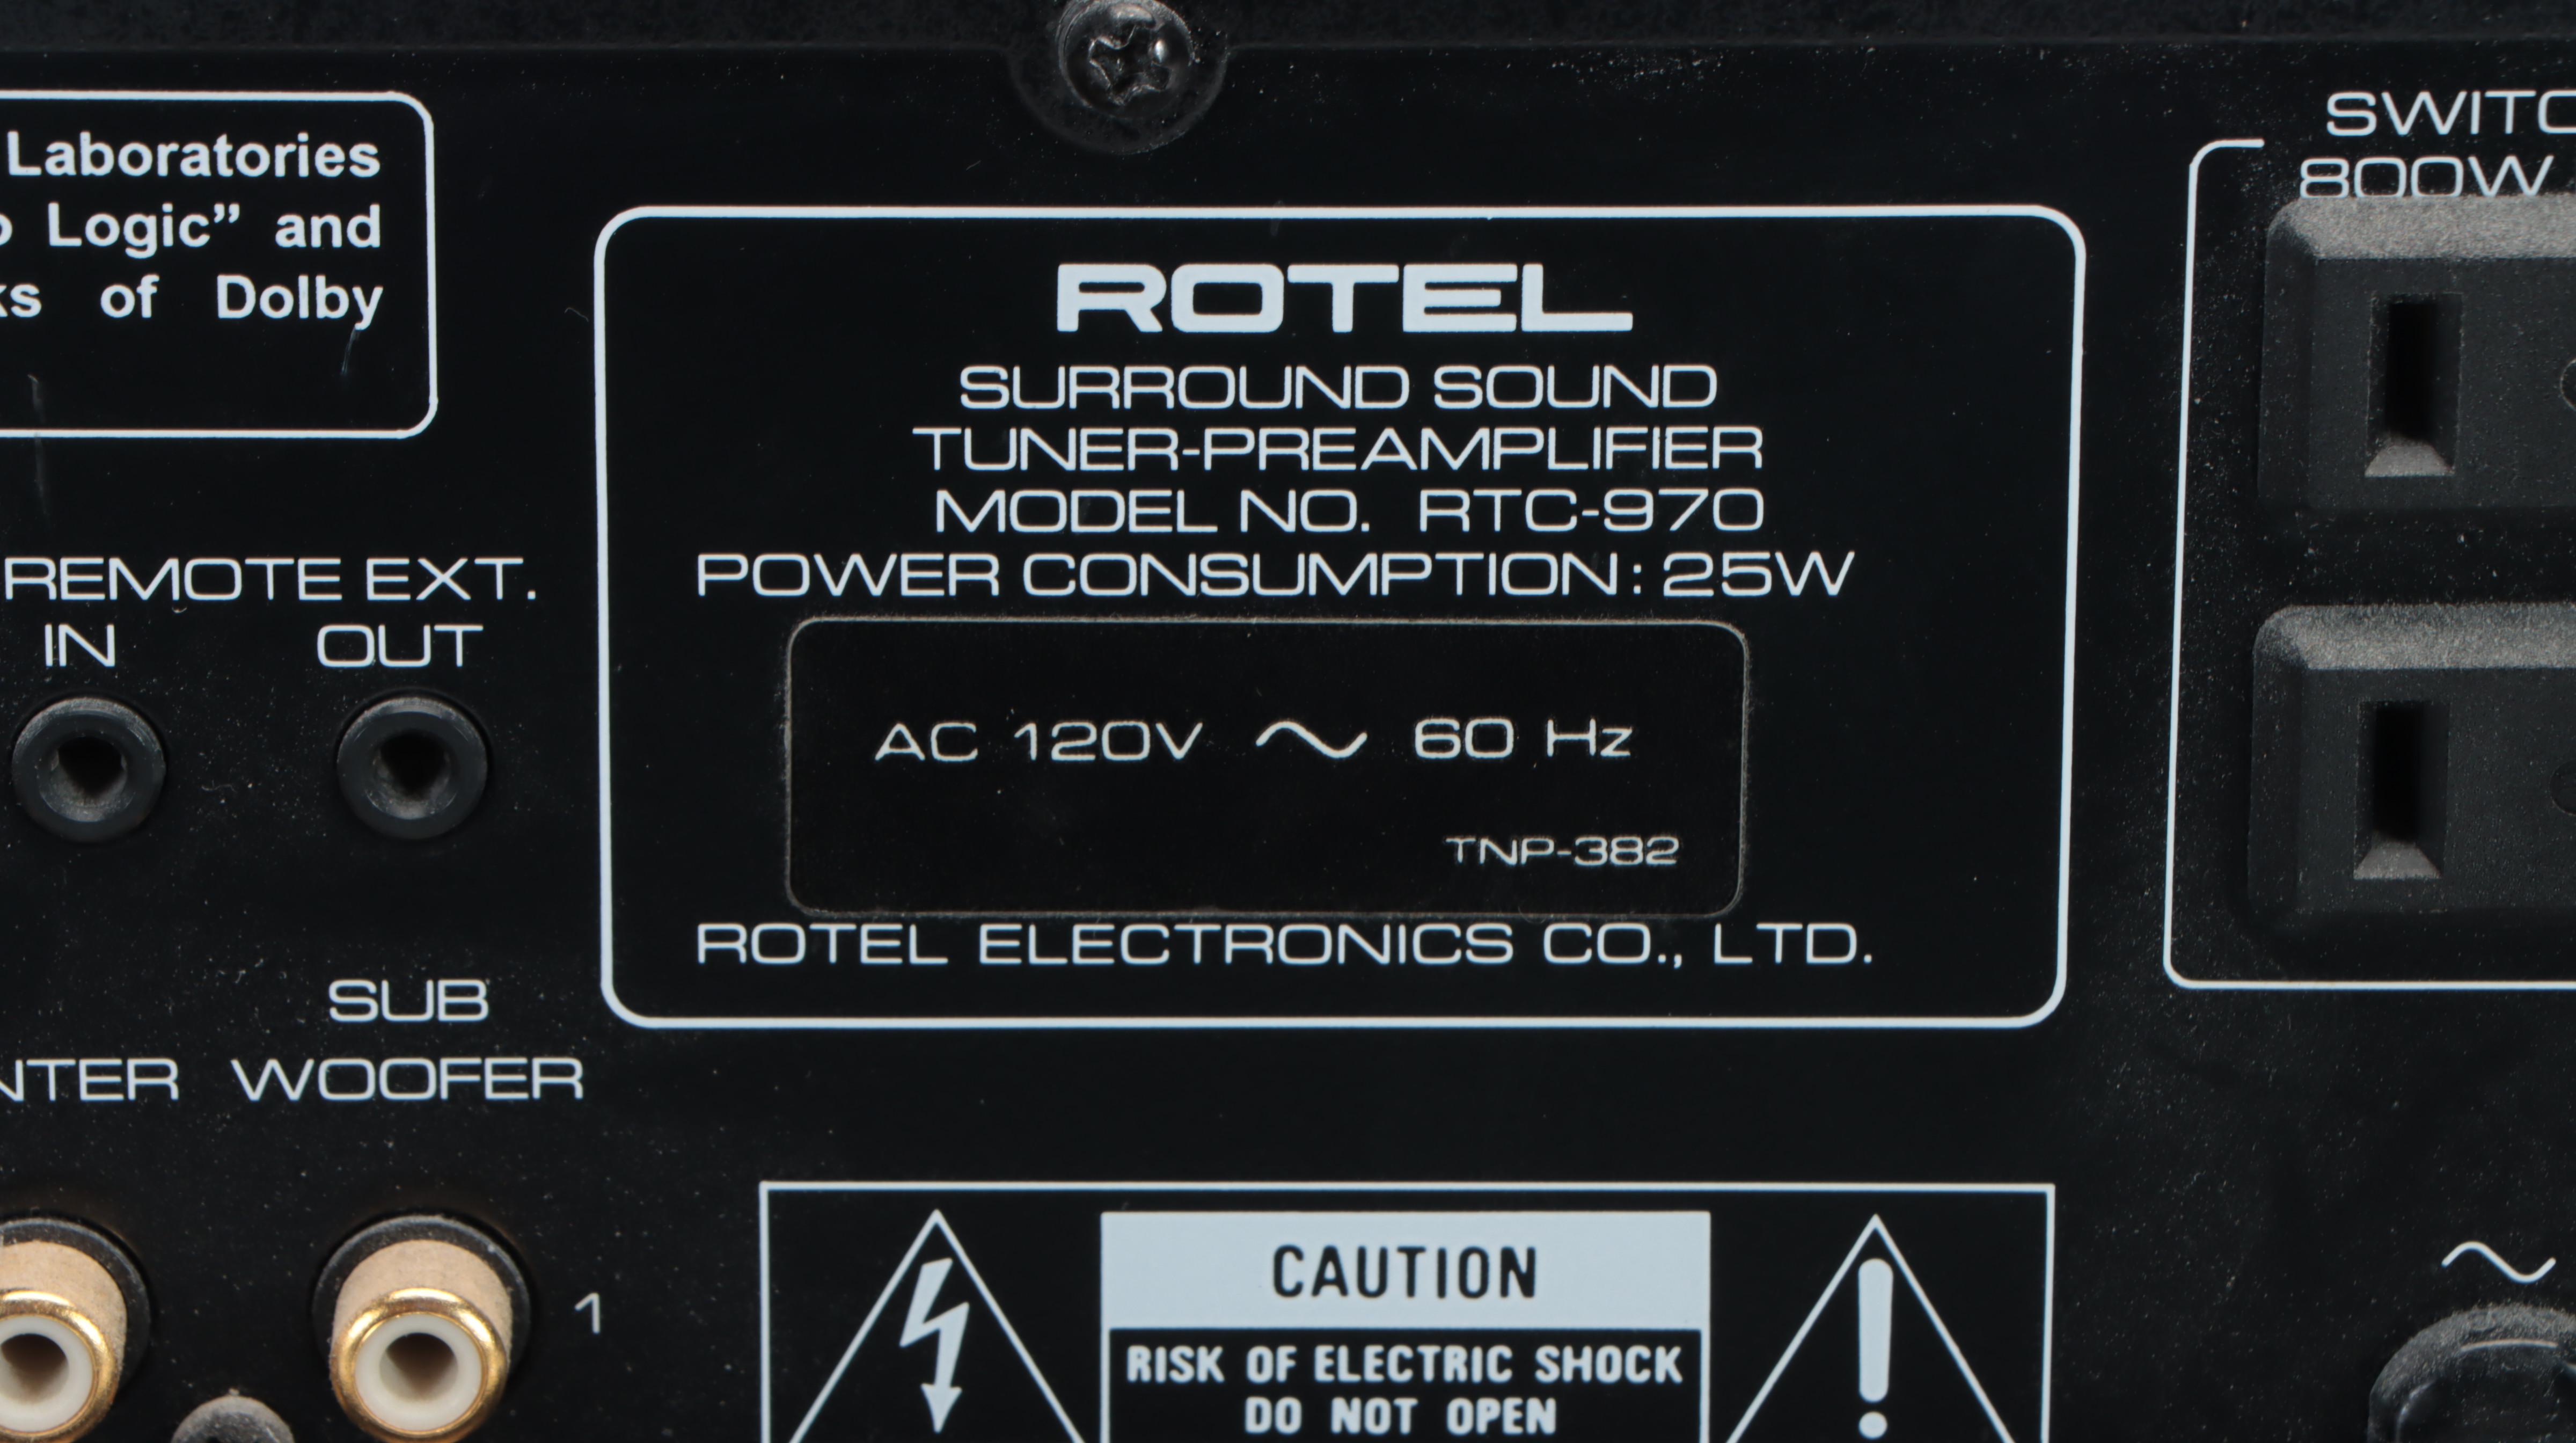 Laboratories
Logic” and
of Dolby
SWITC
800W
ROTEL
SURROUND SOUND
TUNER-PREAMPLIFIER
MODEL NO. RTC-970
POWER CONSUMPTION: 25W
AC 120V ~ 60 Hz
TNP-382
ROTEL ELECTRONICS CO., LTD.
REMOTE EXT.
IN OUT
SUB
NTER WOOFER
1
~
CAUTION
RISK OF ELECTRIC SHOCK
DO NOT OPEN